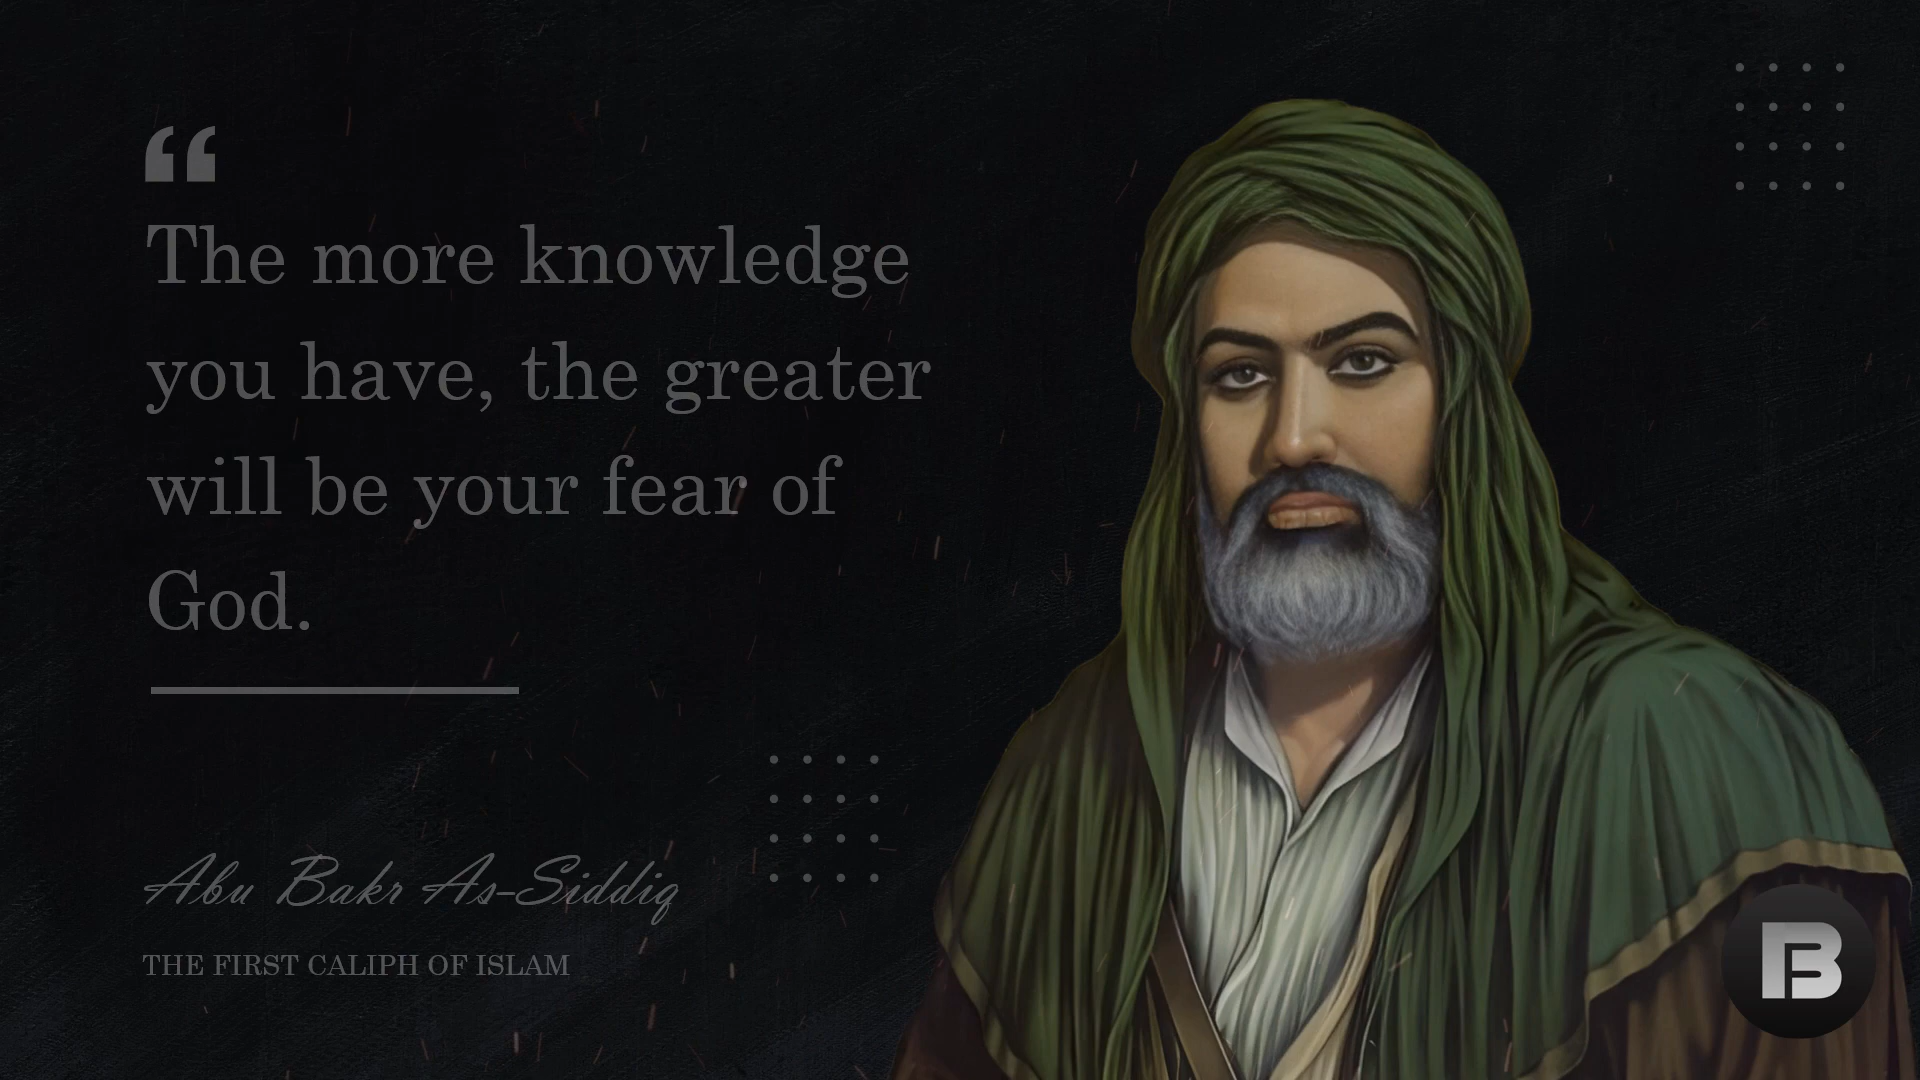 “
The more knowledge
you have, the greater
will be your fear of
God.
Abu Bakr As-Siddiq
THE FIRST CALIPH OF ISLAM
B